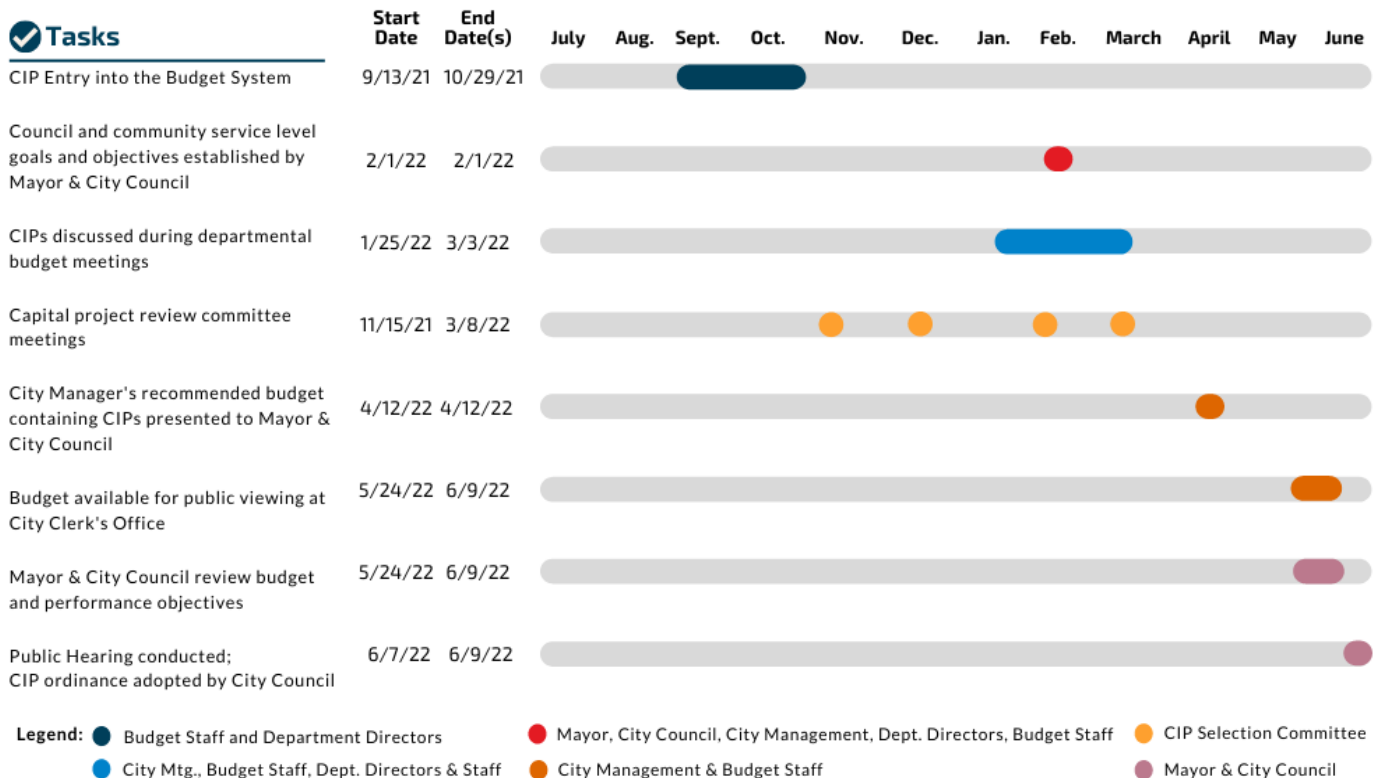 Tasks
Start Date
End Date(s)
July Aug. Sept. Oct. Nov. Dec. Jan. Feb. March April May June
CIP Entry into the Budget System 9/13/21 10/29/21
Council and community service level
goals and objectives established by
Mayor & City Council
2/1/22 2/1/22
CIPs discussed during departmental
budget meetings
1/25/22 3/3/22
Capital project review committee
meetings
11/15/21 3/8/22
City Manager's recommended budget
containing CIPs presented to Mayor &
City Council
4/12/22 4/12/22
Budget available for public viewing at
City Clerk's Office
5/24/22 6/9/22
Mayor & City Council review budget
and performance objectives
5/24/22 6/9/22
Public Hearing conducted;
CIP ordinance adopted by City Council
6/7/22 6/9/22
Legend: Budget Staff and Department Directors
Mayor, City Council, City Management, Dept. Directors, Budget Staff
CIP Selection Committee
City Mtg., Budget Staff, Dept. Directors & Staff
City Management & Budget Staff
Mayor & City Council